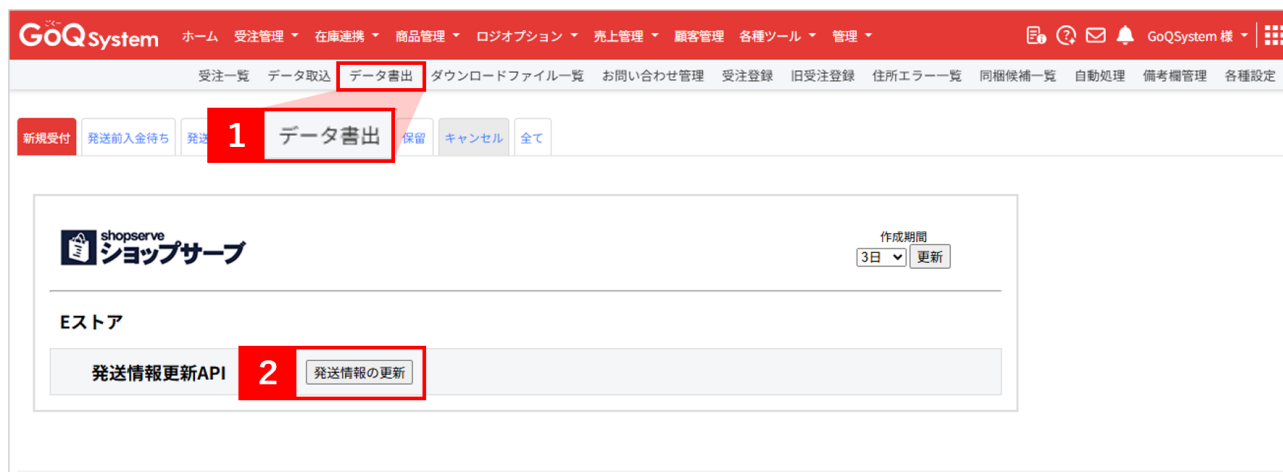 ごくー
GoQSystem ホーム 受注管理 在庫連携 商品管理 ロジオプション 売上管理 顧客管理 各種ツール 管理 GoQSystem 様
受注一覧 データ取込 データ書出 ダウンロードファイル一覧 お問い合わせ管理 受注登録 旧受注登録 住所エラー一覧 同梱候補一覧 自動処理 備考欄管理 各種設定
新規受付 発送前入金待ち 発送 1 データ書出 保留 キャンセル 全て
shopserve
ショップサーブ
作成期間
3日 更新
Eストア
発送情報更新API 2 発送情報の更新